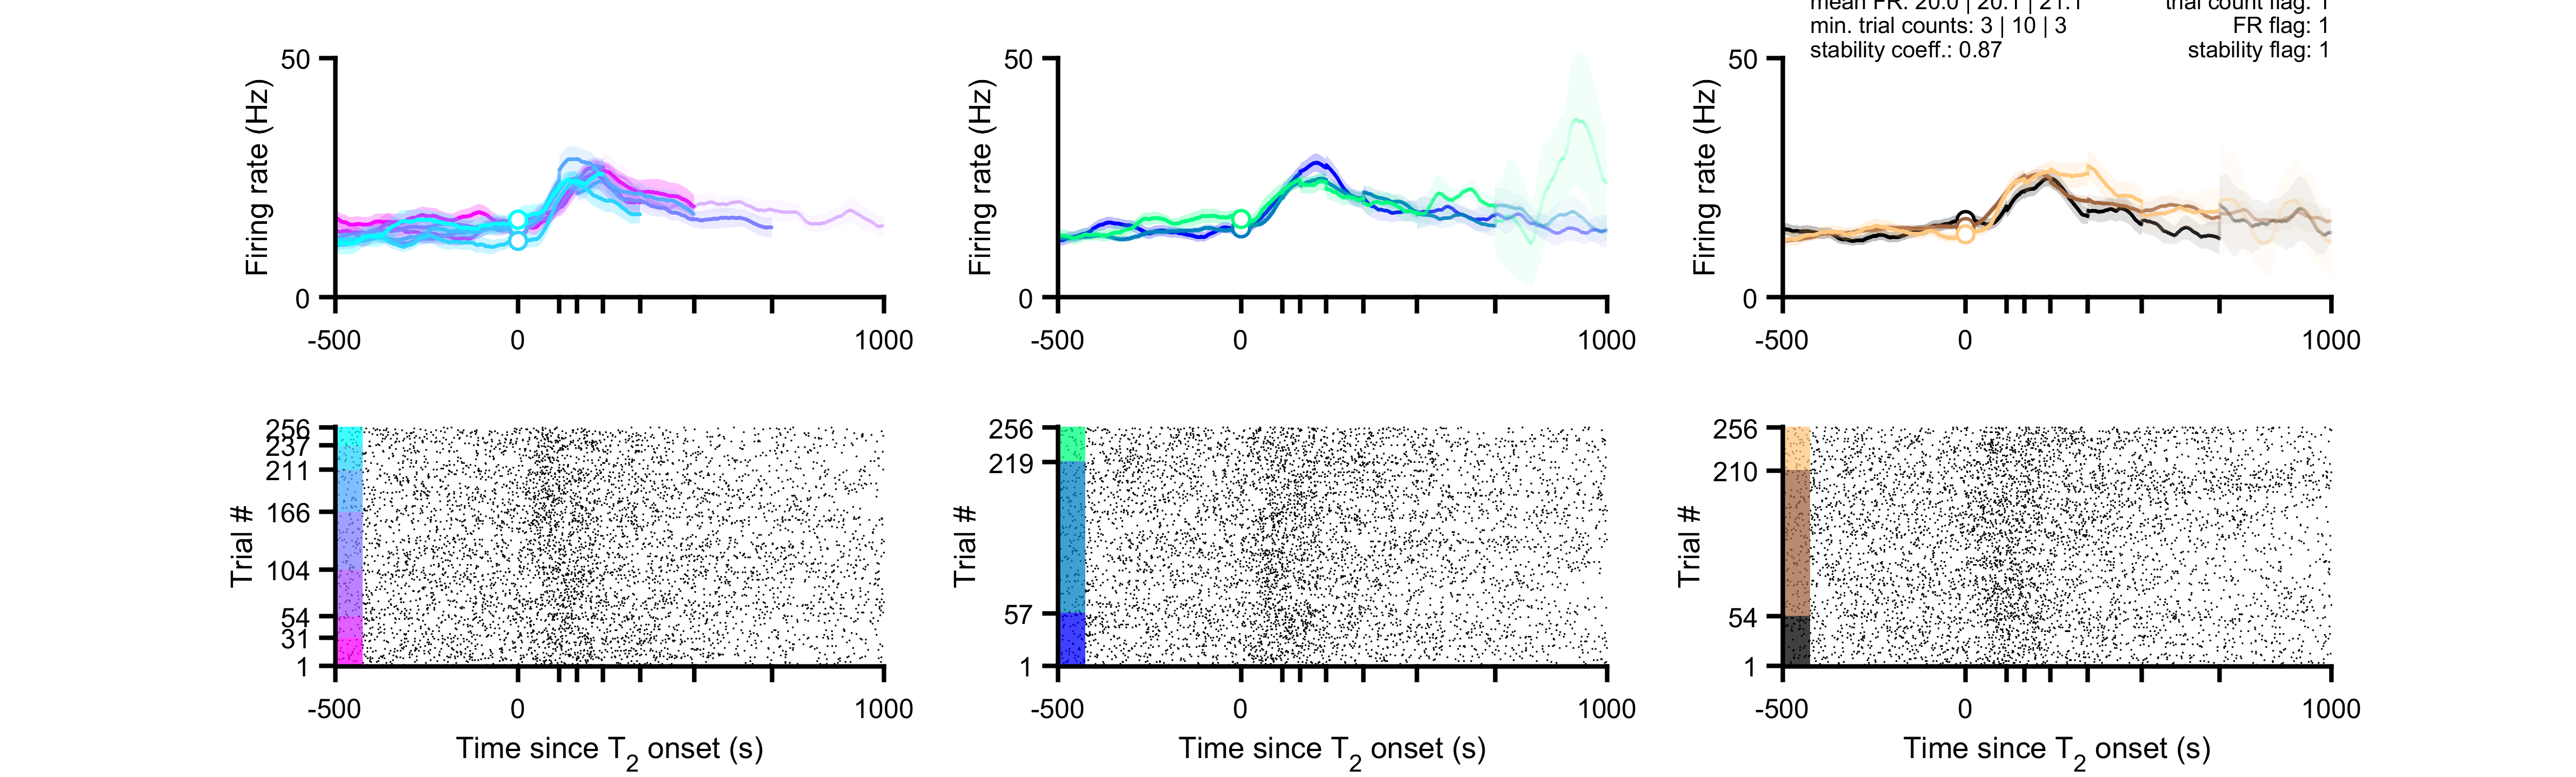 mean FR: 20.0 | 20.1 | 21.1 trial count flag: 1
min. trial counts: 3 | 10 | 3 FR flag: 1
stability coeff.: 0.87 stability flag: 1
50
Firing rate (Hz)
0
-500 0 1000
50
Firing rate (Hz)
0
-500 0 1000
50
Firing rate (Hz)
0
-500 0 1000
256
237
211
166
104
54
31
1
Trial #
-500 0 1000
Time since T2 onset (s)
256
219
57
1
Trial #
-500 0 1000
Time since T2 onset (s)
256
210
54
1
Trial #
-500 0 1000
Time since T2 onset (s)